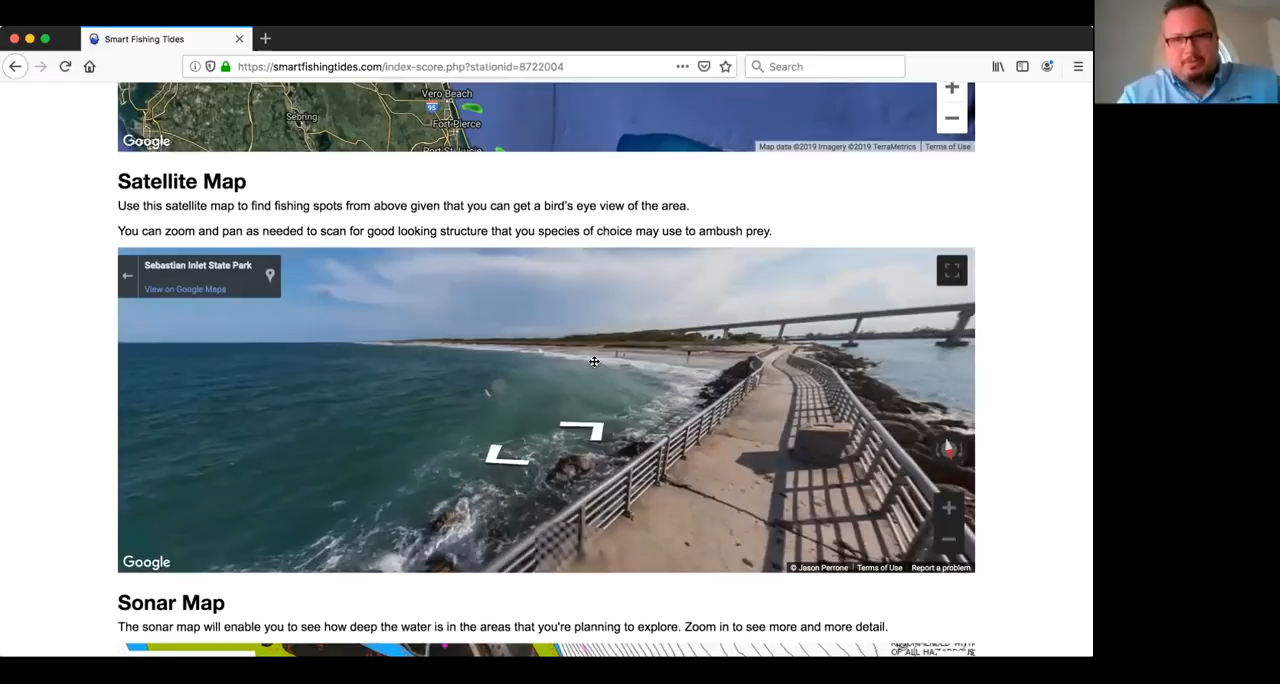 Smart Fishing Tides
https://smartfishingtides.com/index-score.php?stationid=8722004
Search
Vero Beach
95
Sebring
Fort Pierce
Port St. Lucie
Google
Map data ©2019 Imagery ©2019 TerraMetrics
Terms of Use
Satellite Map
Use this satellite map to find fishing spots from above given that you can get a bird's eye view of the area.
You can zoom and pan as needed to scan for good looking structure that you species of choice may use to ambush prey.
Sebastian Inlet State Park
View on Google Maps
Google
© Jason Perrone
Terms of Use
Report a problem
Sonar Map
The sonar map will enable you to see how deep the water is in the areas that you're planning to explore. Zoom in to see more and more detail.
OF ALL